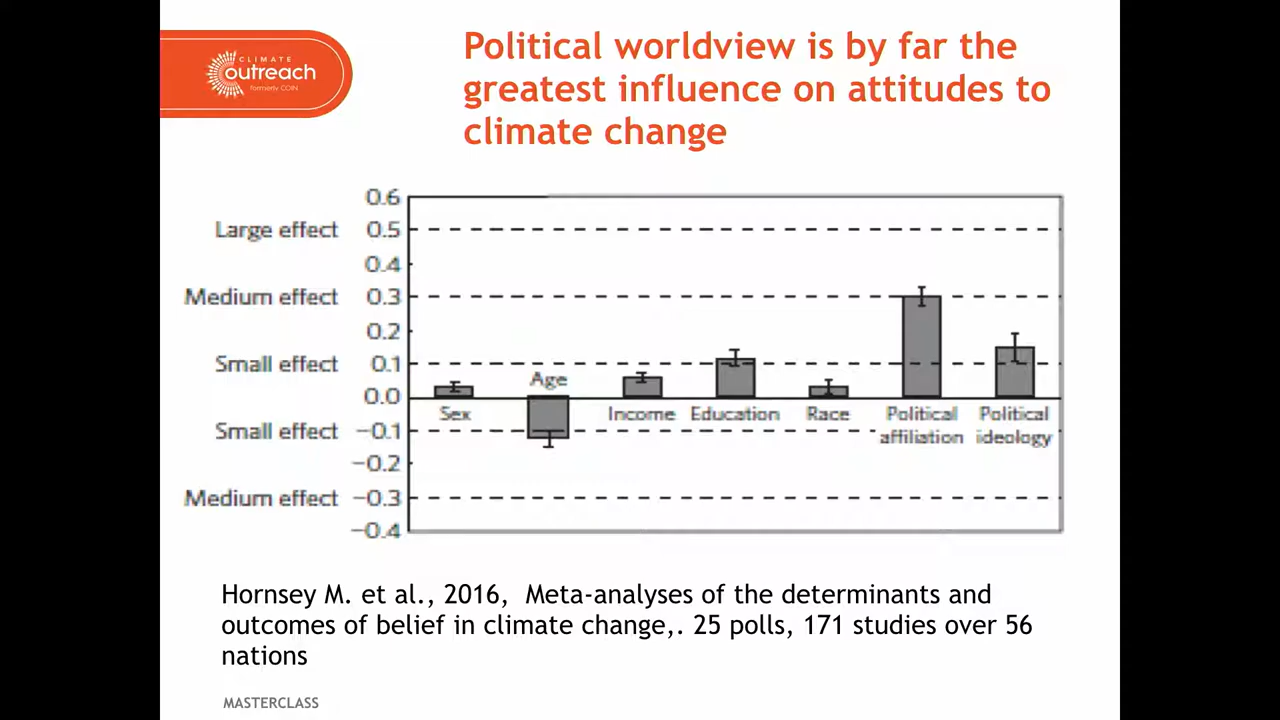 CLIMATE
outreach
formerly COIN
Political worldview is by far the
greatest influence on attitudes to
climate change
0.6
Large effect 0.5
0.4
Medium effect 0.3
0.2
Small effect 0.1
0.0
Small effect −0.1
−0.2
Medium effect −0.3
−0.4
Age
Sex Income Education Race Political Political
affiliation ideology
Hornsey M. et al., 2016, Meta-analyses of the determinants and
outcomes of belief in climate change,. 25 polls, 171 studies over 56
nations
MASTERCLASS